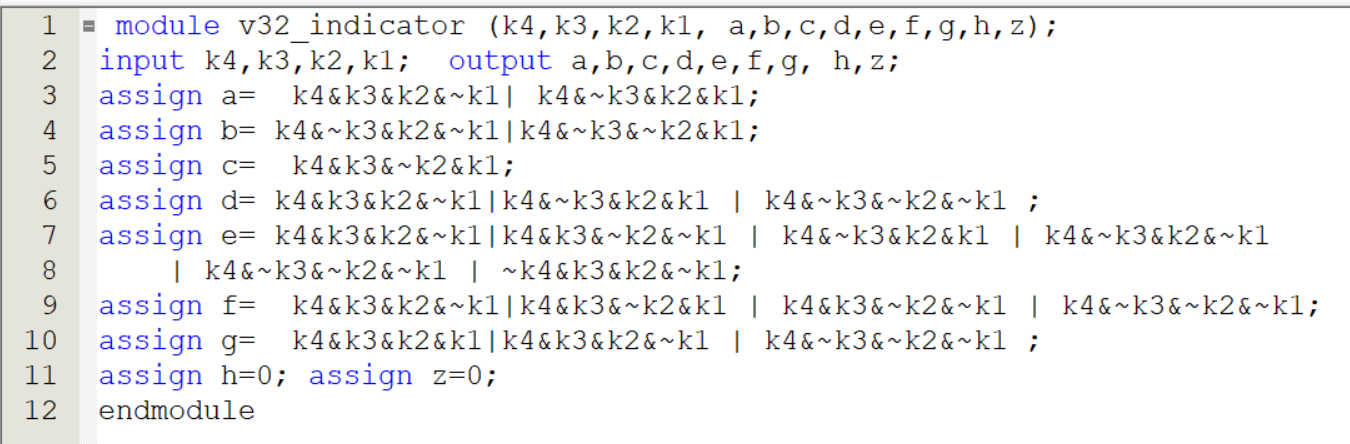 1 module v32_indicator (k4,k3,k2,k1, a,b,c,d,e,f,g,h,z);
2 input k4,k3,k2,k1;  output a,b,c,d,e,f,g, h,z;
3 assign a=  k4&k3&k2&~k1| k4&~k3&k2&k1;
4 assign b= k4&~k3&k2&~k1|k4&~k3&~k2&k1;
5 assign c=  k4&k3&~k2&k1;
6 assign d= k4&k3&k2&~k1|k4&~k3&k2&k1 | k4&~k3&~k2&~k1 ;
7 assign e= k4&k3&k2&~k1|k4&k3&~k2&~k1 | k4&~k3&k2&k1 | k4&~k3&k2&~k1
8     | k4&~k3&~k2&~k1 | ~k4&k3&k2&~k1;
9 assign f=  k4&k3&k2&~k1|k4&k3&~k2&k1 | k4&k3&~k2&~k1 | k4&~k3&~k2&~k1;
10 assign g=  k4&k3&k2&k1|k4&k3&k2&~k1 | k4&~k3&~k2&~k1 ;
11 assign h=0; assign z=0;
12 endmodule